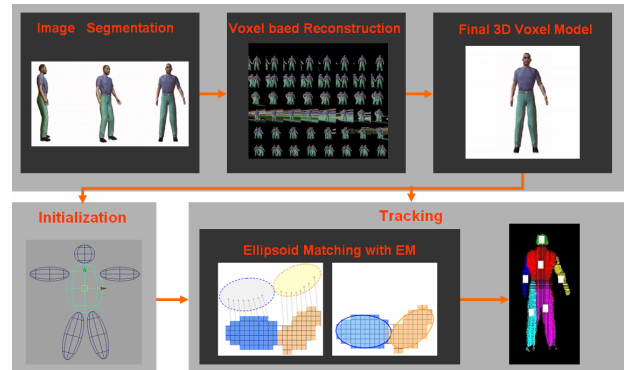 Image Segmentation
Voxel baed Reconstruction
Final 3D Voxel Model
Initialization
Tracking
Ellipsoid Matching with EM